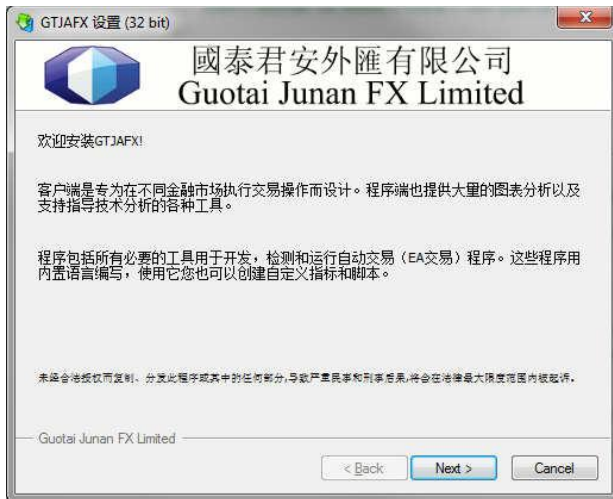 GTJAFX 设置 (32 bit)
國泰君安外匯有限公司
Guotai Junan FX Limited
欢迎安装GTJAFX!
客户端是专为在不同金融市场执行交易操作而设计。程序端也提供大量的图表分析以及
支持指导技术分析的各种工具。
程序包括所有必要的工具用于开发，检测和运行自动交易（EA交易）程序。这些程序用
内置语言编写，使用它您也可以创建自定义指标和脚本。
未经合法授权而复制、分发此程序或其中的任何部分,导致严重民事和刑事后果,将会在法律最大限度范围内被起诉。
Guotai Junan FX Limited
< Back Next > Cancel